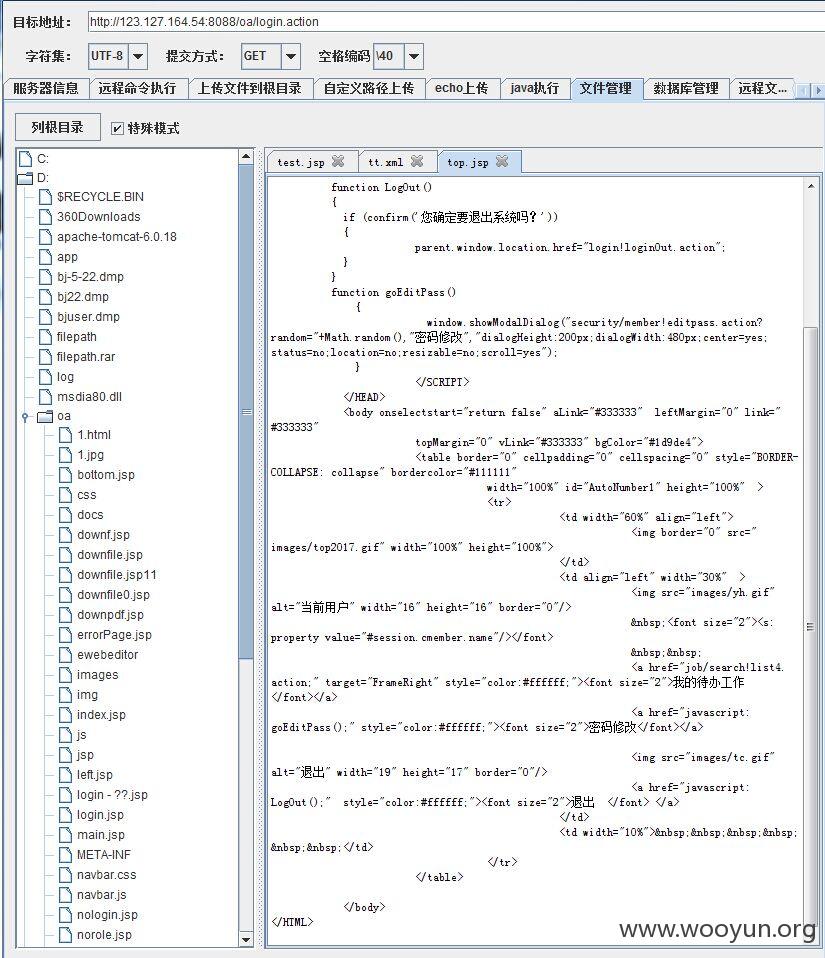 目标地址： http://123.127.164.54:8088/oa/login.action
字符集： UTF-8 提交方式： GET 空格编码 \40
服务器信息 远程命令执行 上传文件到根目录 自定义路径上传 echo上传 java执行 文件管理 数据库管理 远程文...
列根目录 特殊模式
C:
D:
$RECYCLE.BIN
360Downloads
apache-tomcat-6.0.18
app
bj-5-22.dmp
bj22.dmp
bjuser.dmp
filepath
filepath.rar
log
msdia80.dll
oa
1.html
1.jpg
bottom.jsp
css
docs
downf.jsp
downfile.jsp
downfile.jsp11
downfile0.jsp
downpdf.jsp
errorPage.jsp
ewebeditor
images
img
index.jsp
js
jsp
left.jsp
login - ??.jsp
login.jsp
main.jsp
META-INF
navbar.css
navbar.js
nologin.jsp
norole.jsp
test.jsp tt.xml top.jsp
function LogOut()
{
if (confirm('您确定要退出系统吗？'))
{
parent.window.location.href="login!loginOut.action";
}
}
function goEditPass()
{
window.showModalDialog("security/member!editpass.action?
random="+Math.random(),"密码修改","dialogHeight:200px;dialogWidth:480px;center=yes;
status=no;location=no;resizable=no;scroll=yes");
}
</SCRIPT>
</HEAD>
<body onselectstart="return false" aLink="#333333" leftMargin="0" link="
#333333"
topMargin="0" vLink="#333333" bgColor="#1d9de4">
<table border="0" cellpadding="0" cellspacing="0" style="BORDER-
COLLAPSE: collapse" bordercolor="#111111"
width="100%" id="AutoNumber1" height="100%" >
<tr>
<td width="60%" align="left">
<img border="0" src="
images/top2017.gif" width="100%" height="100%">
</td>
<td align="left" width="30%" >
<img src="images/yh.gif"
alt="当前用户" width="16" height="16" border="0"/>
&nbsp;<font size="2"><s:
property value="#session.cmember.name"/></font>
&nbsp;&nbsp;
<a href="job/search!list4.
action;" target="FrameRight" style="color:#ffffff;"><font size="2">我的待办工作
</font></a>
<a href="javascript:
goEditPass();" style="color:#ffffff;"><font size="2">密码修改</font></a>
<img src="images/tc.gif"
alt="退出" width="19" height="17" border="0"/>
<a href="javascript:
LogOut();" style="color:#ffffff;"><font size="2">退出 </font> </a>
</td>
<td width="10%">&nbsp;&nbsp;&nbsp;&nbsp;
&nbsp;&nbsp;</td>
</tr>
</table>
</body>
</HTML>
www.wooyun.org